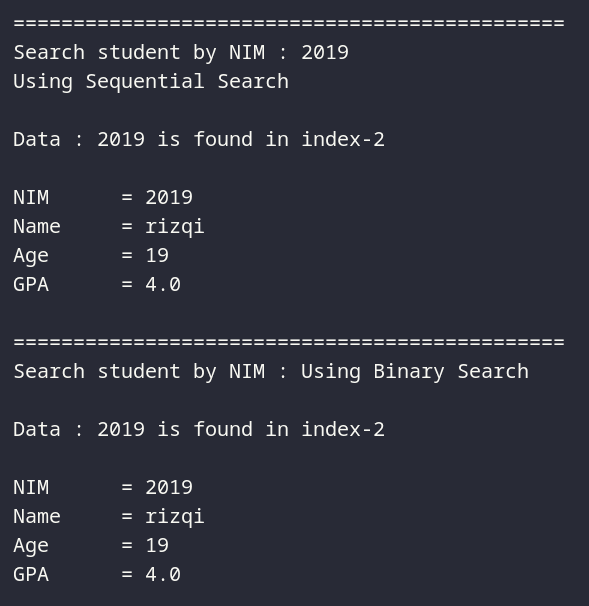 ==============================================
Search student by NIM : 2019
Using Sequential Search
Data : 2019 is found in index-2
NIM      = 2019
Name     = rizqi
Age      = 19
GPA      = 4.0
==============================================
Search student by NIM : Using Binary Search
Data : 2019 is found in index-2
NIM      = 2019
Name     = rizqi
Age      = 19
GPA      = 4.0